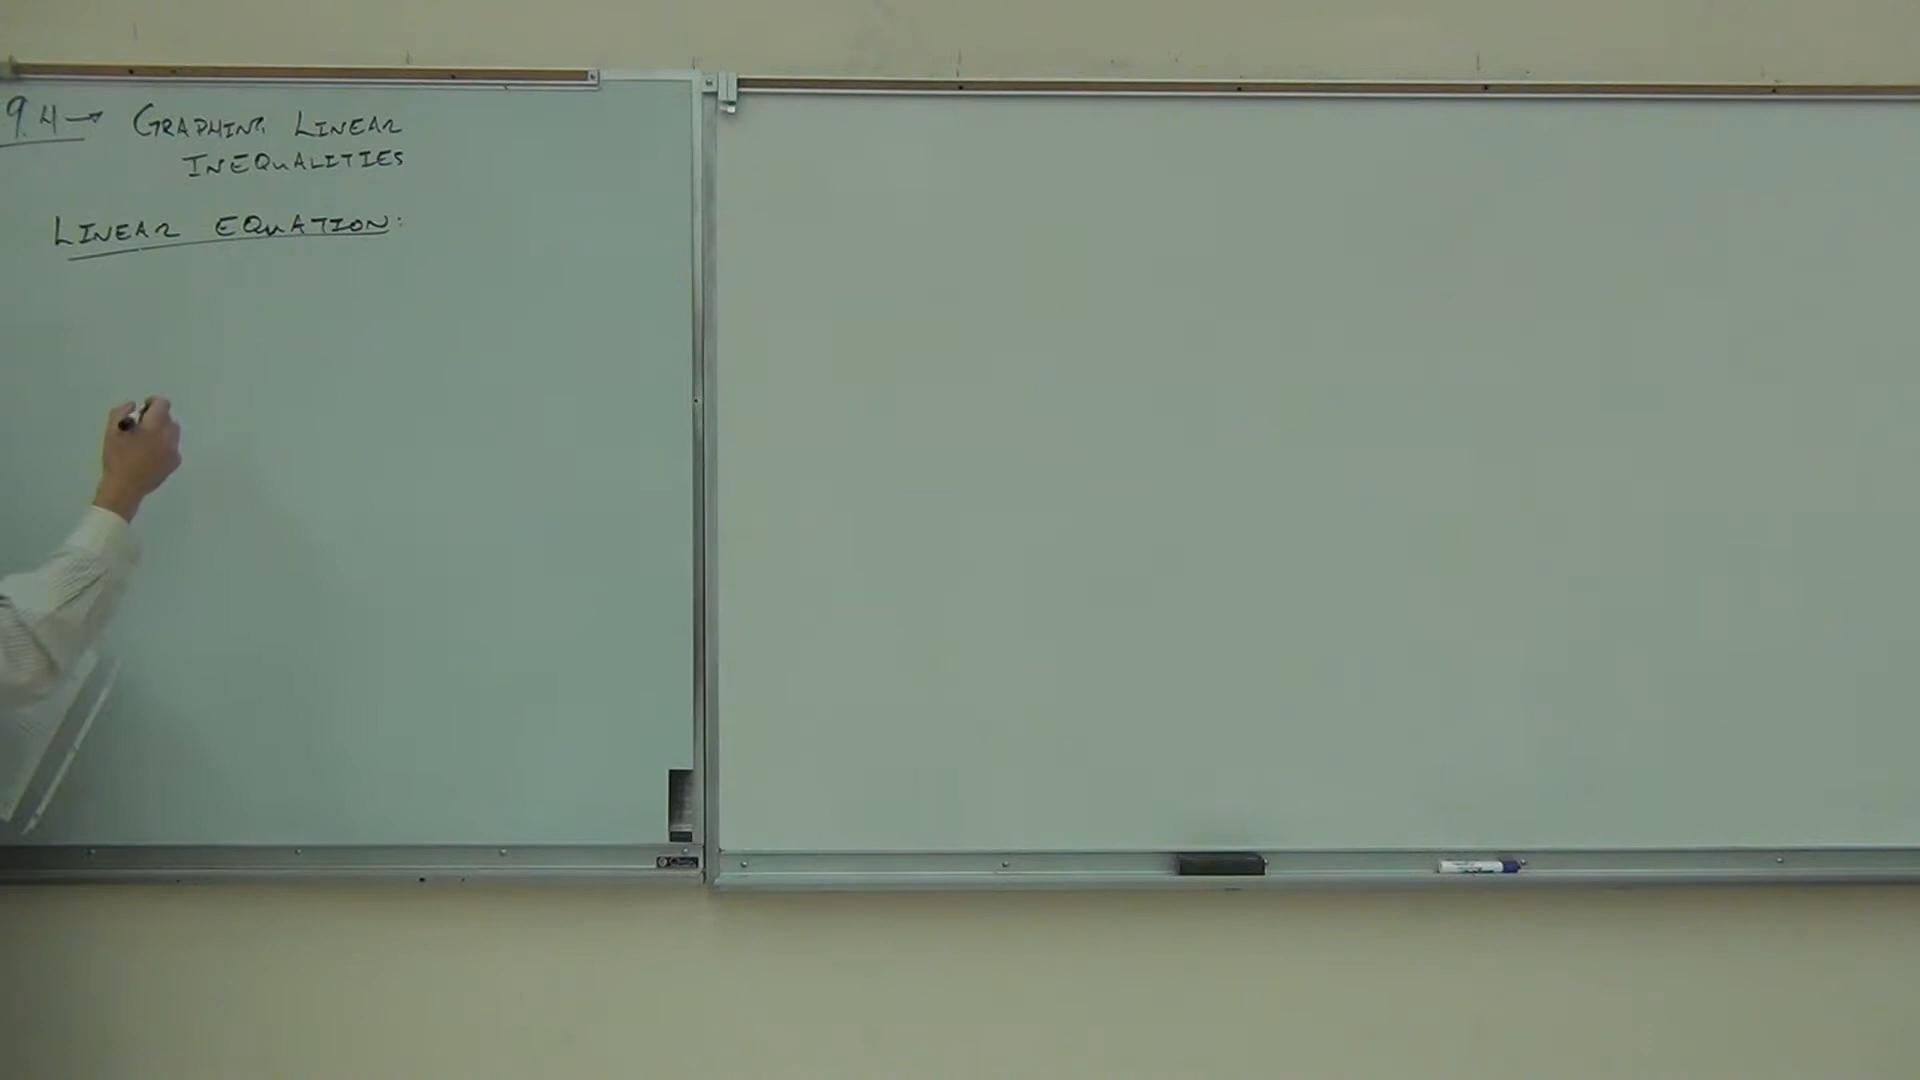 9.4 → GRAPHING LINEAR
INEQUALITIES
LINEAR EQUATION: